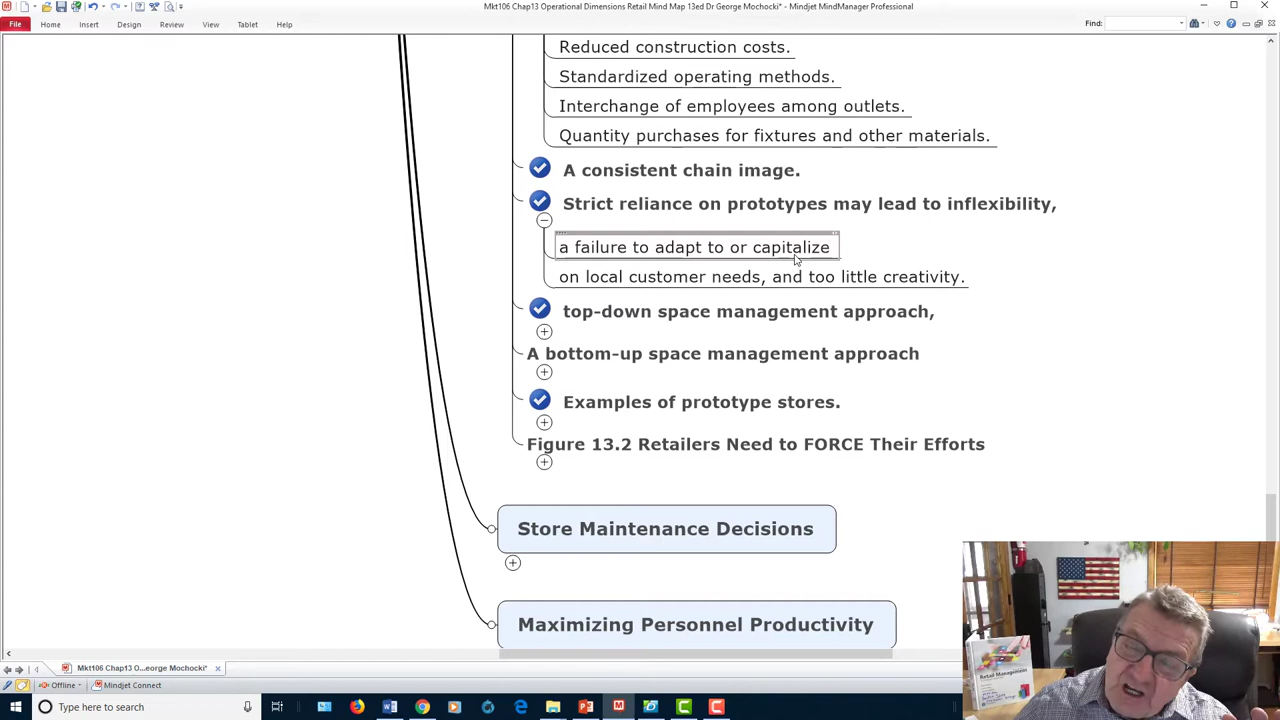 Mkt106 Chap13 Operational Dimensions Retail Mind Map 13ed Dr George Mochocki* - Mindjet MindManager Professional
File Home Insert Design Review View Tablet Help Find:
Reduced construction costs.
Standardized operating methods.
Interchange of employees among outlets.
Quantity purchases for fixtures and other materials.
A consistent chain image.
Strict reliance on prototypes may lead to inflexibility,
a failure to adapt to or capitalize
on local customer needs, and too little creativity.
top-down space management approach,
A bottom-up space management approach
Examples of prototype stores.
Figure 13.2 Retailers Need to FORCE Their Efforts
Store Maintenance Decisions
Maximizing Personnel Productivity
Retail Management
Mkt106 Chap13 O...eorge Mochocki*
Offline Mindjet Connect
Type here to search